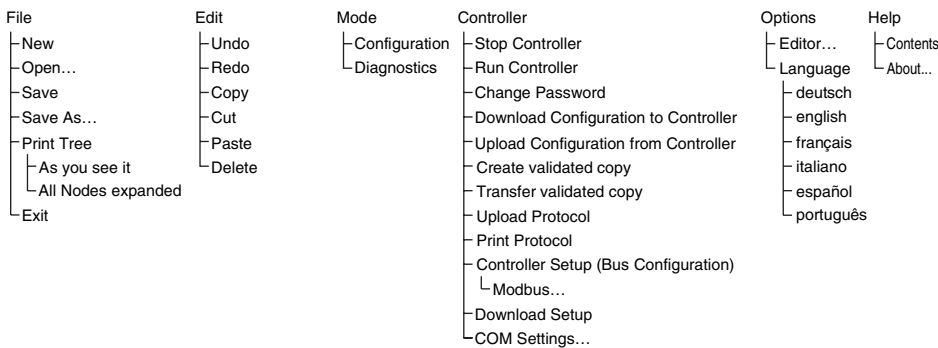 File
New
Open…
Save
Save As…
Print Tree
As you see it
All Nodes expanded
Exit
Edit
Undo
Redo
Copy
Cut
Paste
Delete
Mode
Configuration
Diagnostics
Controller
Stop Controller
Run Controller
Change Password
Download Configuration to Controller
Upload Configuration from Controller
Create validated copy
Transfer validated copy
Upload Protocol
Print Protocol
Controller Setup (Bus Configuration)
Modbus…
Download Setup
COM Settings…
Options
Editor…
Language
deutsch
english
français
italiano
español
português
Help
Contents
About...